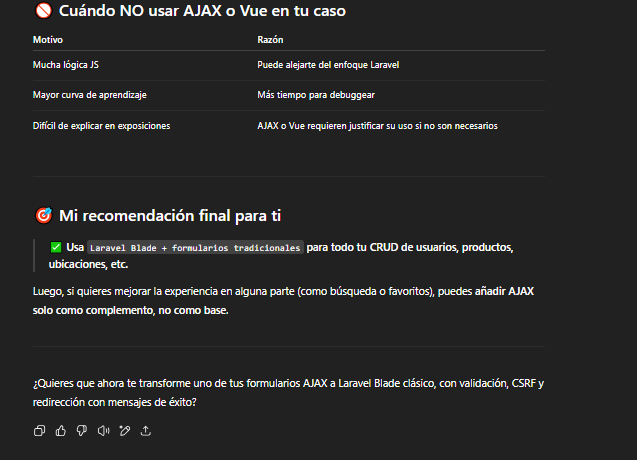 🚫 Cuándo NO usar AJAX o Vue en tu caso
Motivo Razón
Mucha lógica JS Puede alejarte del enfoque Laravel
Mayor curva de aprendizaje Más tiempo para debuggear
Difícil de explicar en exposiciones AJAX o Vue requieren justificar su uso si no son necesarios
🎯 Mi recomendación final para ti
✅ Usa Laravel Blade + formularios tradicionales para todo tu CRUD de usuarios, productos,
ubicaciones, etc.
Luego, si quieres mejorar la experiencia en alguna parte (como búsqueda o favoritos), puedes añadir AJAX
solo como complemento, no como base.
¿Quieres que ahora te transforme uno de tus formularios AJAX a Laravel Blade clásico, con validación, CSRF y
redirección con mensajes de éxito?